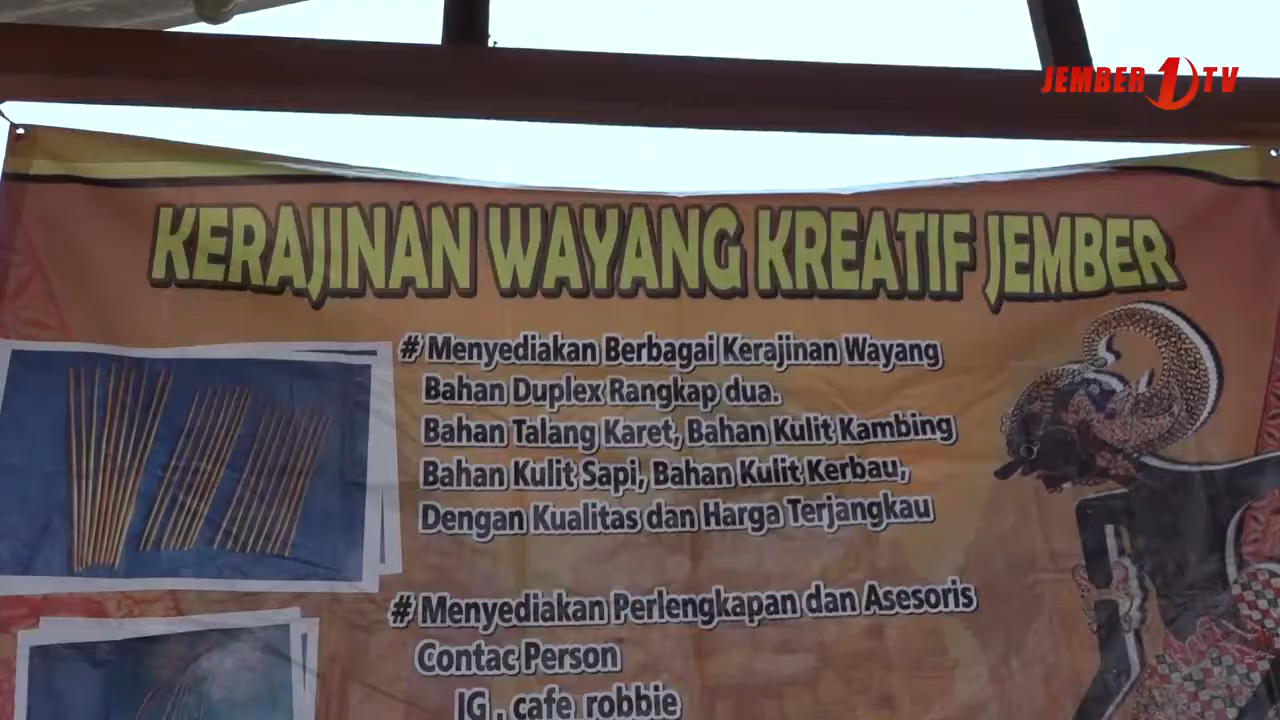 JEMBER 1 TV
KERAJINAN WAYANG KREATIF JEMBER
# Menyediakan Berbagai Kerajinan Wayang
Bahan Duplex Rangkap dua.
Bahan Talang Karet, Bahan Kulit Kambing
Bahan Kulit Sapi, Bahan Kulit Kerbau,
Dengan Kualitas dan Harga Terjangkau
# Menyediakan Perlengkapan dan Asesoris
Contac Person
IG . cafe robbie